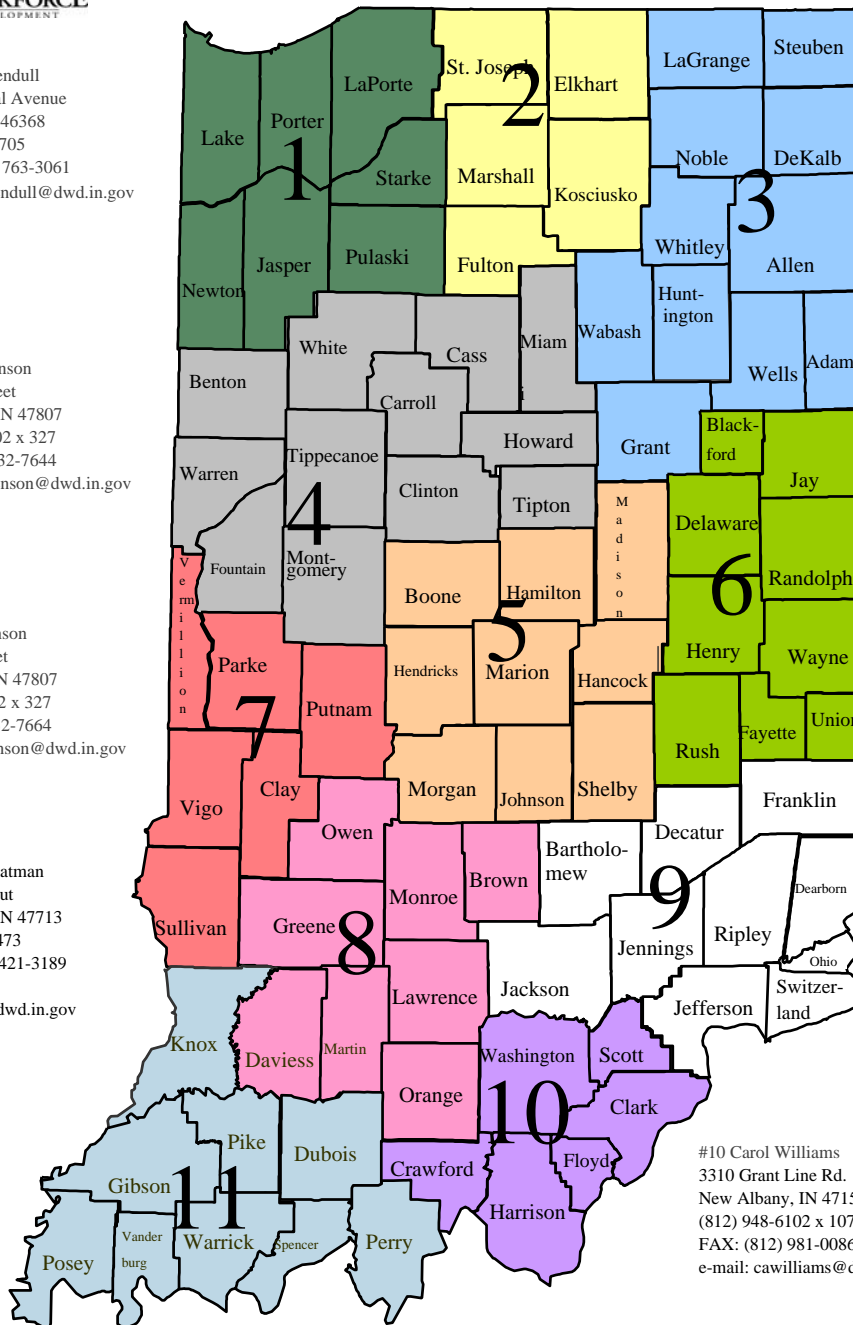 ELOPMENT
LaGrange
Steuben
St. Joseph
Elkhart
LaPorte
2
Lake
Porter
1
Noble
DeKalb
Starke
Marshall
Kosciusko
3
Whitley
Allen
Jasper
Pulaski
Fulton
Newton
Hunt-
ington
Wabash
White
Cass
Miam
i
Wells
Adam
Benton
Carroll
Howard
Grant
Black-
ford
Tippecanoe
Warren
Clinton
Tipton
Jay
4
Madison
Delaware
Fountain
Mont-
gomery
Vermillion
Boone
Hamilton
5
6
Randolph
Henry
Wayne
Parke
Hendricks
Marion
Hancock
Putnam
7
Rush
Fayette
Union
Vigo
Clay
Morgan
Johnson
Shelby
Franklin
Owen
Decatur
Bartholo-
mew
Monroe
Brown
9
Dearborn
Sullivan
Greene
8
Jennings
Ripley
Ohio
Lawrence
Jackson
Jefferson
Switzer-
land
Knox
Daviess
Martin
Washington
Scott
Orange
10
Clark
Pike
Dubois
Crawford
Floyd
Gibson
11
Harrison
Posey
Vander
burg
Warrick
Spencer
Perry
endull
l Avenue
46368
705
763-3061
ndull@dwd.in.gov
nson
eet
N 47807
02 x 327
32-7644
nson@dwd.in.gov
nson
et
N 47807
2 x 327
2-7664
nson@dwd.in.gov
atman
ut
N 47713
473
421-3189
dwd.in.gov
#10 Carol Williams
3310 Grant Line Rd.
New Albany, IN 4715
(812) 948-6102 x 107
FAX: (812) 981-0086
e-mail: cawilliams@d